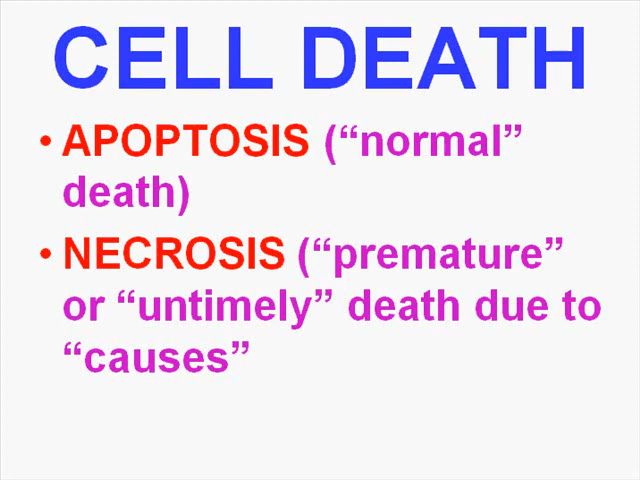 CELL DEATH
• APOPTOSIS (“normal”
death)
• NECROSIS (“premature”
or “untimely” death due to
“causes”